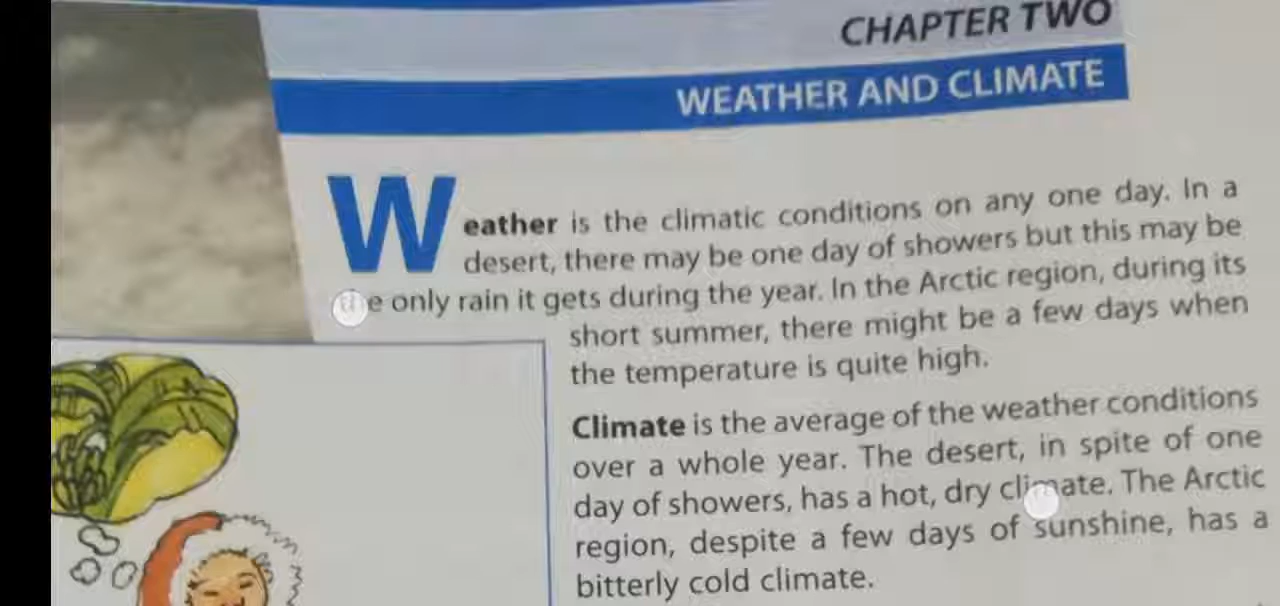 CHAPTER TWO
WEATHER AND CLIMATE
Weather is the climatic conditions on any one day. In a
desert, there may be one day of showers but this may be
the only rain it gets during the year. In the Arctic region, during its
short summer, there might be a few days when
the temperature is quite high.
Climate is the average of the weather conditions
over a whole year. The desert, in spite of one
day of showers, has a hot, dry climate. The Arctic
region, despite a few days of sunshine, has a
bitterly cold climate.